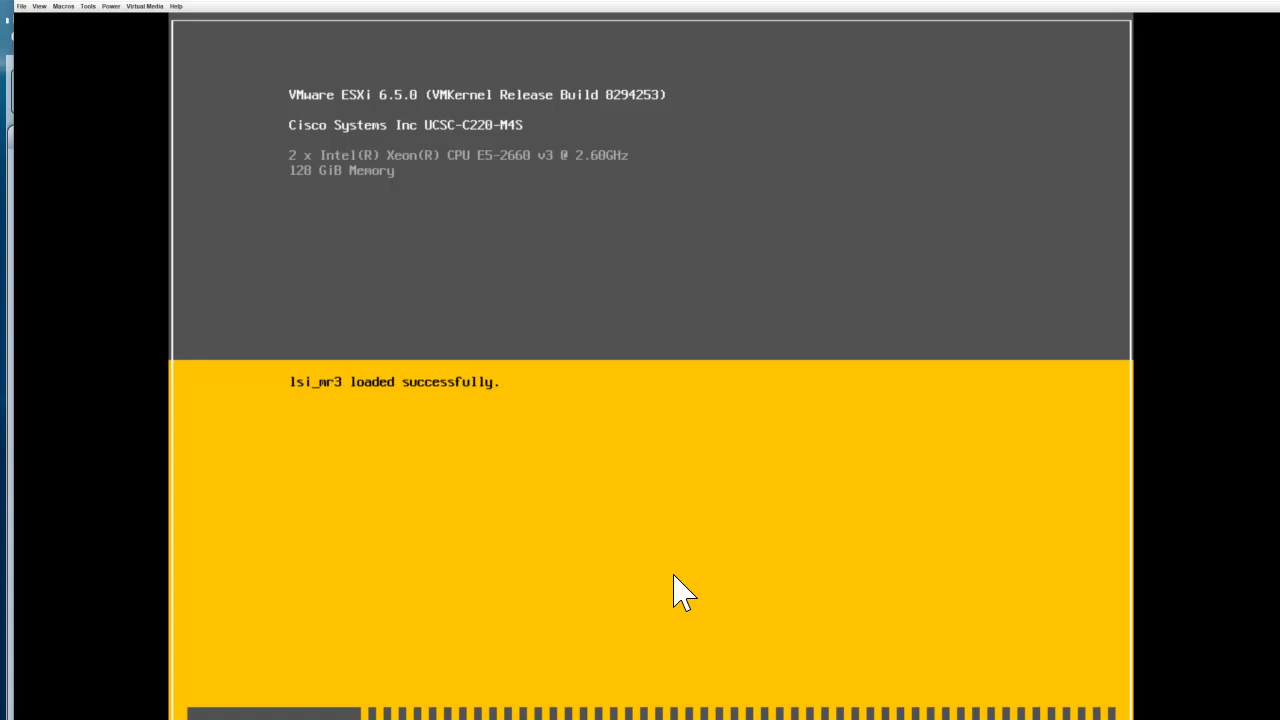 File View Macros Tools Power Virtual Media Help
VMware ESXi 6.5.0 (VMKernel Release Build 8294253)
Cisco Systems Inc UCSC-C220-M4S
2 x Intel(R) Xeon(R) CPU E5-2660 v3 @ 2.60GHz
128 GiB Memory
lsi_mr3 loaded successfully.